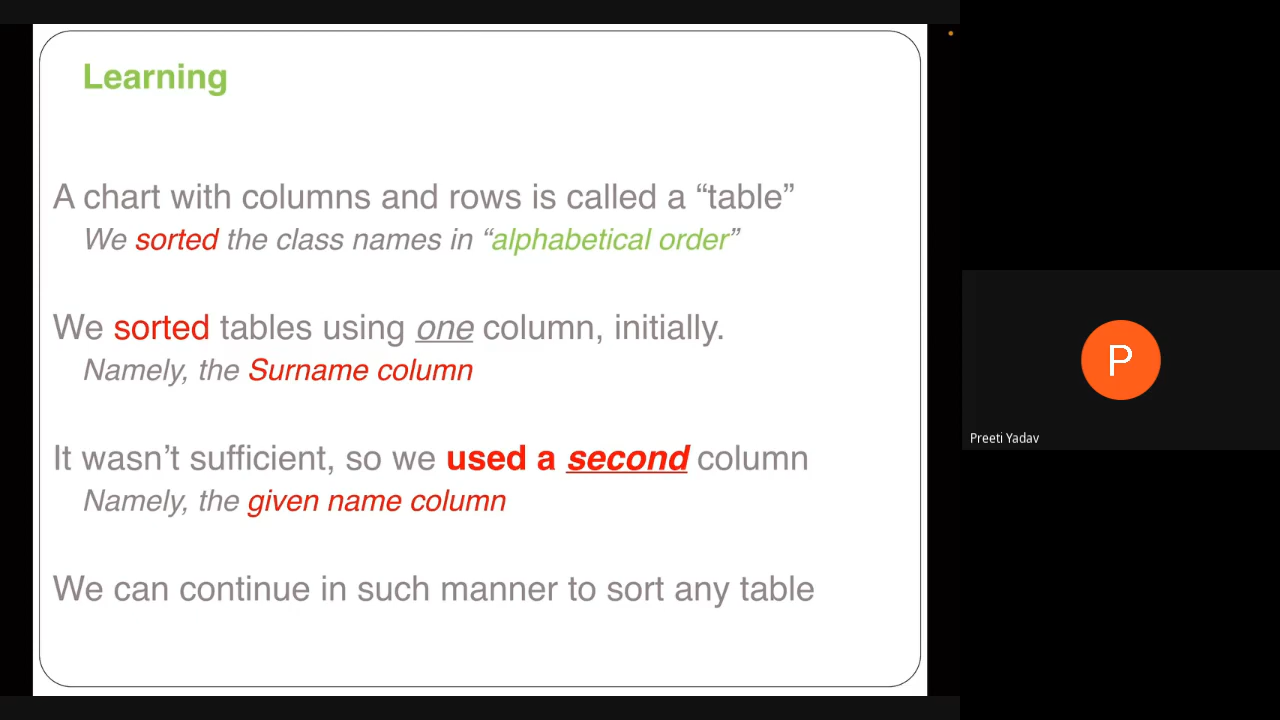 Learning
A chart with columns and rows is called a “table”
We sorted the class names in “alphabetical order”
We sorted tables using one column, initially.
Namely, the Surname column
It wasn’t sufficient, so we used a second column
Namely, the given name column
We can continue in such manner to sort any table
P
Preeti Yadav